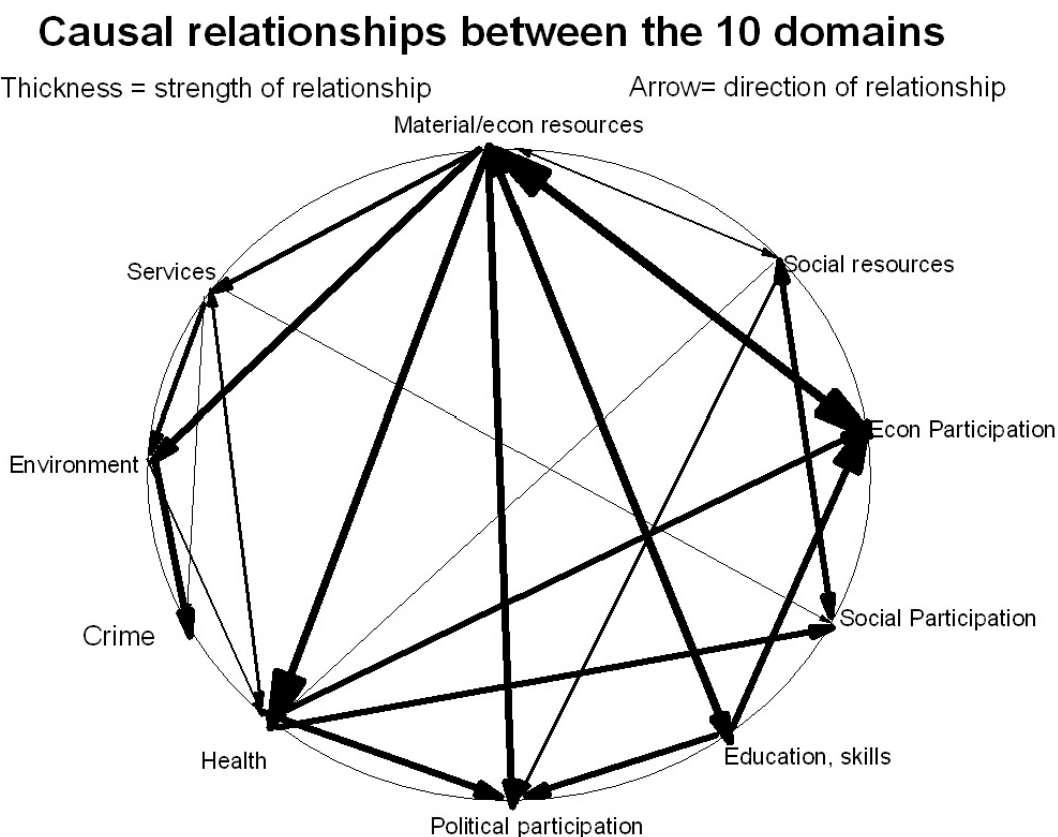 Causal relationships between the 10 domains
Thickness = strength of relationship
Arrow= direction of relationship
Material/econ resources
Services
Social resources
Econ Participation
Environment
Social Participation
Crime
Health
Education, skills
Political participation